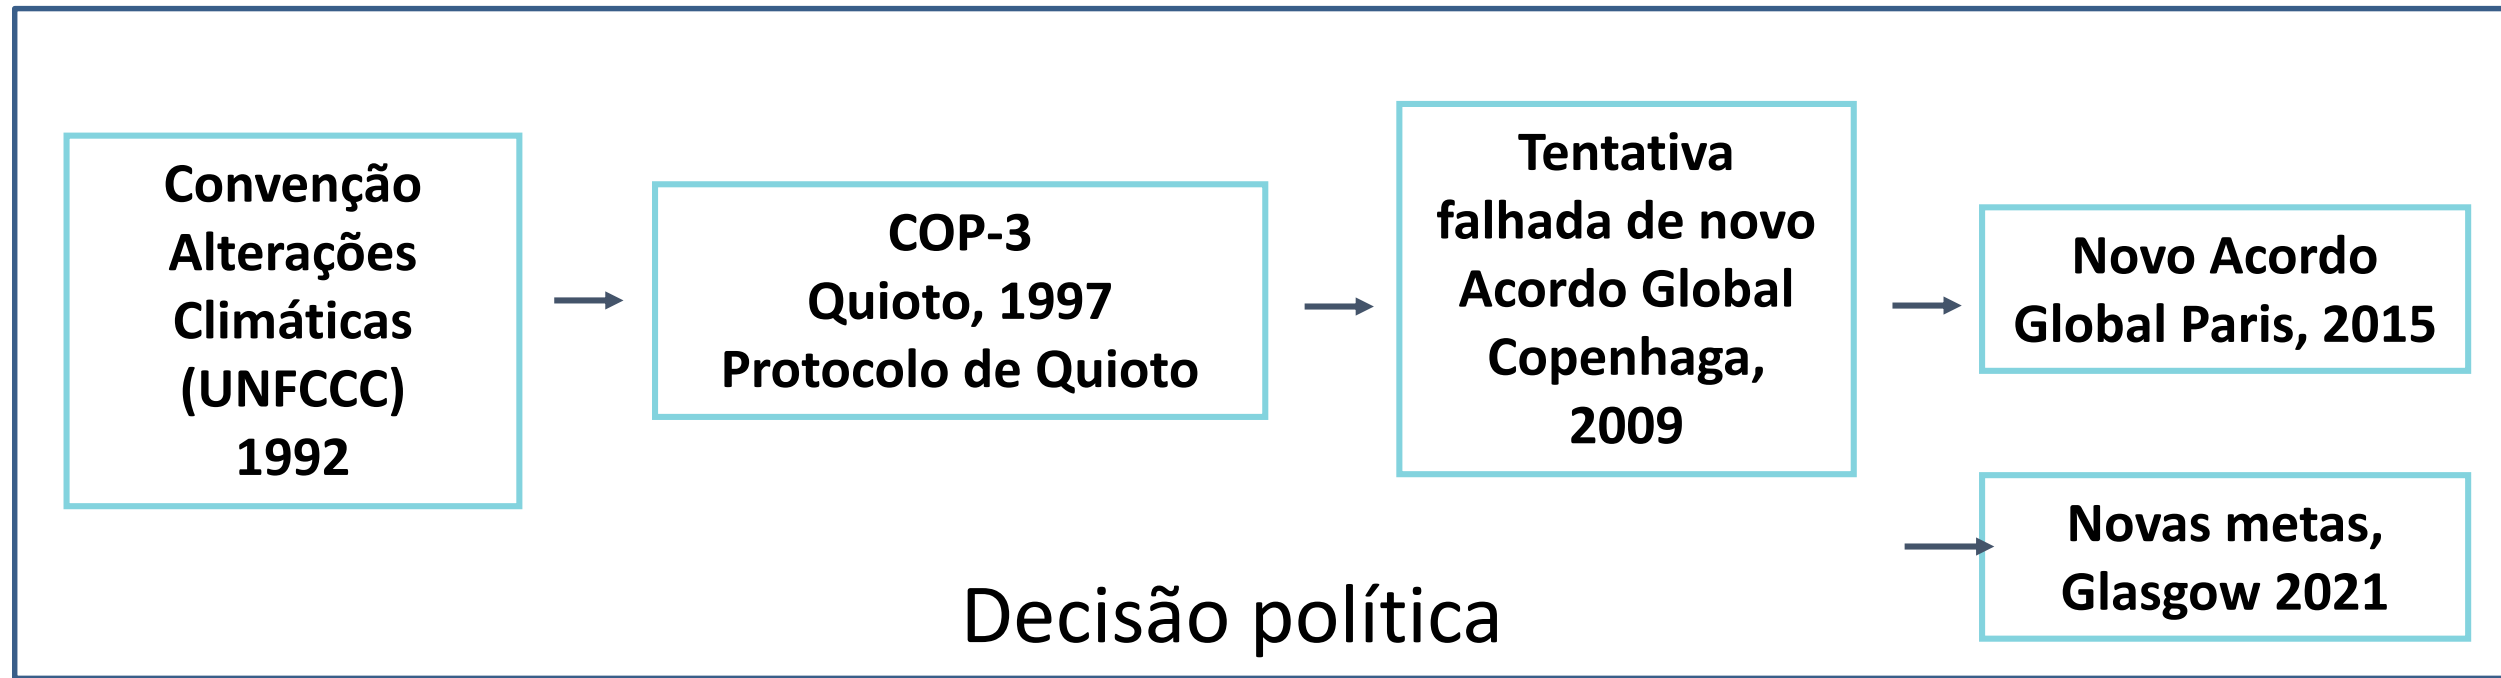 Convenção
Alterações
Climáticas
(UNFCCC)
1992
COP-3
Quioto, 1997
Protocolo de Quioto
Tentativa
falhada de novo
Acordo Global
Copenhaga,
2009
Novo Acordo
Global Paris, 2015
Novas metas,
Glasgow 2021
Decisão política